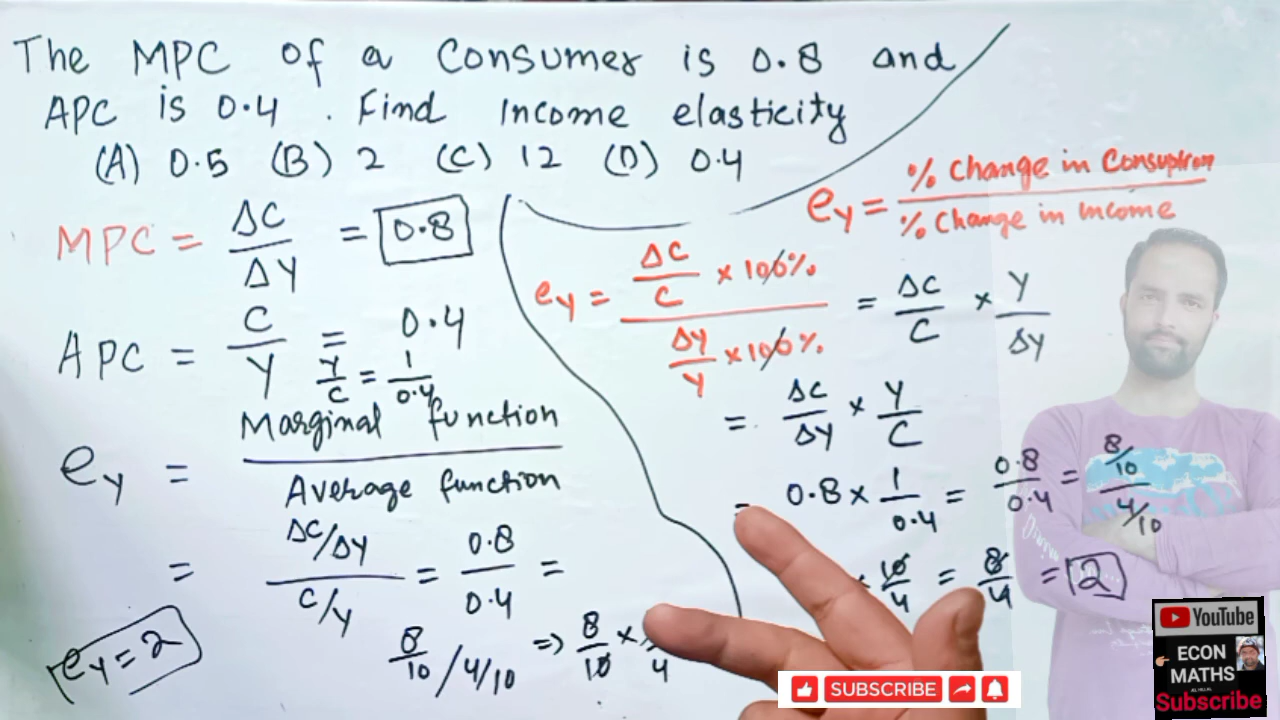 The MPC of a Consumer is 0.8 and
APC is 0.4 . Find Income elasticity
(A) 0.5 (B) 2 (C) 12 (D) 0.4
MPC = ΔC/ΔY = 0.8
APC = C/Y = 0.4
Y/C = 1/0.4
ey = Marginal function / Average function
= ΔC/ΔY / C/Y = 0.8/0.4 =
8/10 / 4/10 => 8/10 × /4
ey = 2
ey = % Change in Consuption / % Change in Income
ey = ΔC/C × 100% / ΔY/Y × 100% = ΔC/C × Y/ΔY
= ΔC/ΔY × Y/C
= 0.8 × 1/0.4 = 0.8/0.4 = 8/10 / 4/10
10/4 = 8/4 = 2
YouTube
ECON
MATHS
Subscribe
SUBSCRIBE